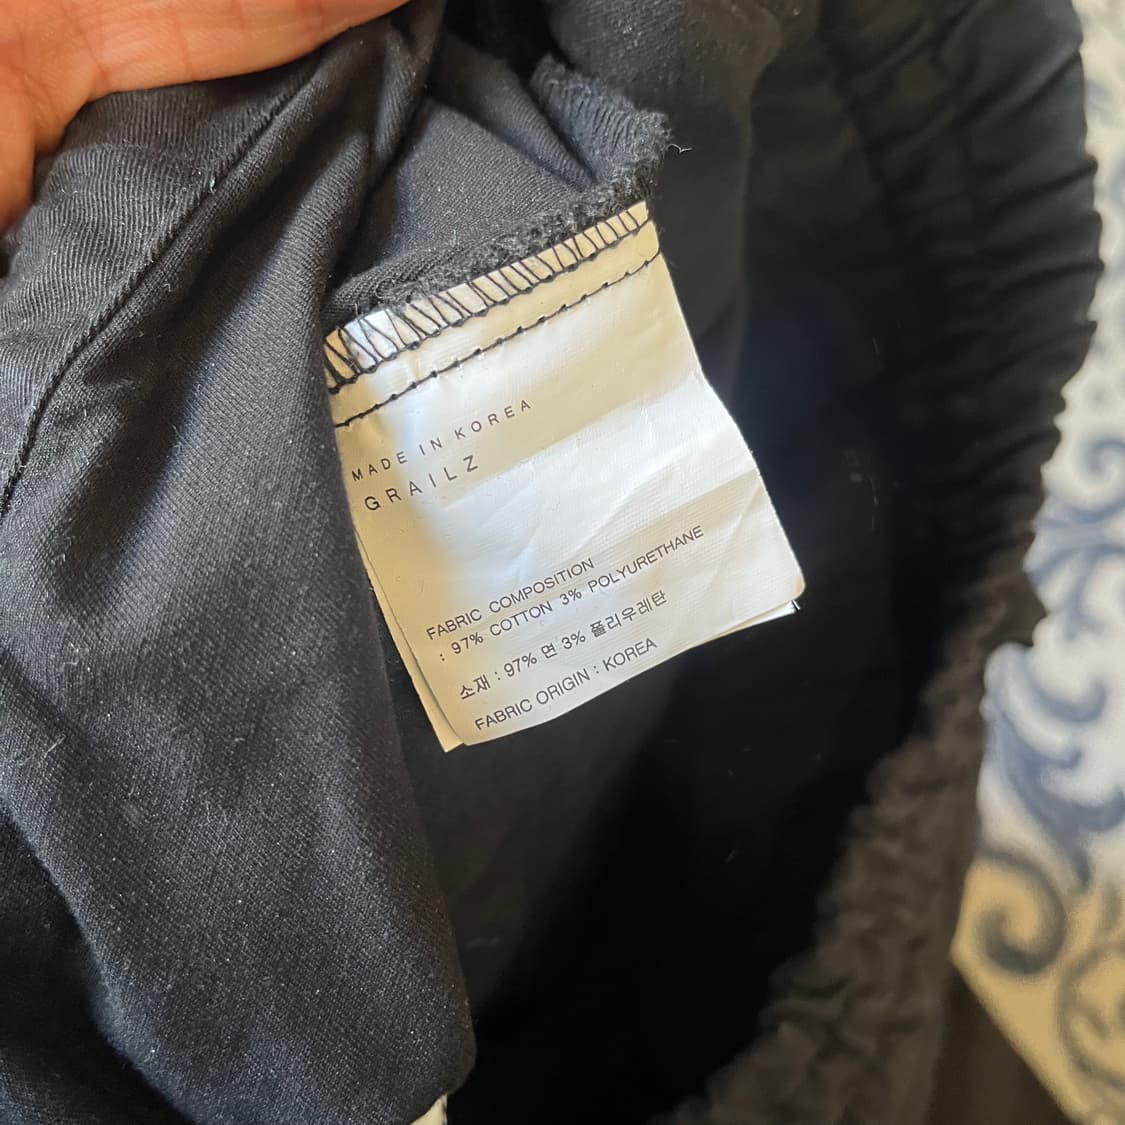 MADE IN KOREA
GRAILZ
FABRIC COMPOSITION
: 97% COTTON 3% POLYURETHANE
소재 : 97% 면 3% 폴리우레탄
FABRIC ORIGIN : KOREA